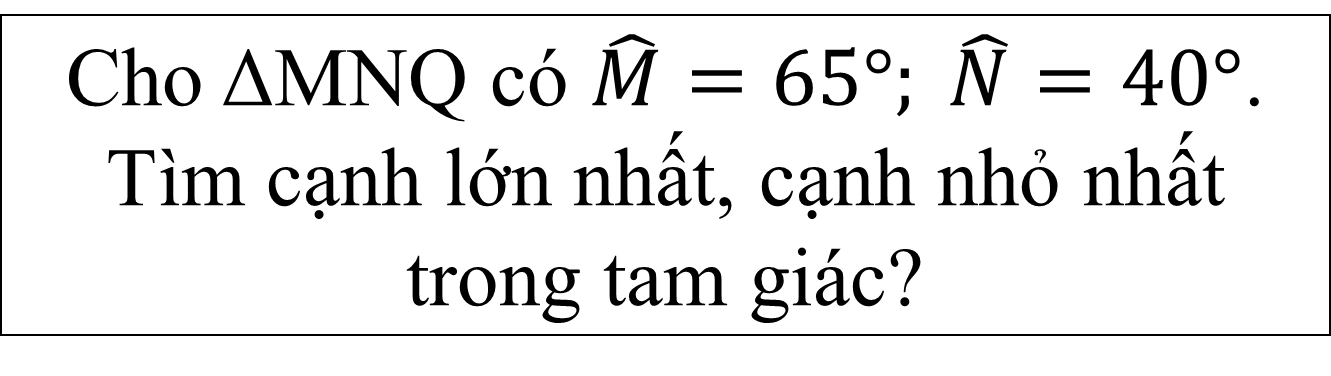 Cho ΔMNQ có M̂ = 65°; N̂ = 40°.
Tìm cạnh lớn nhất, cạnh nhỏ nhất
trong tam giác?